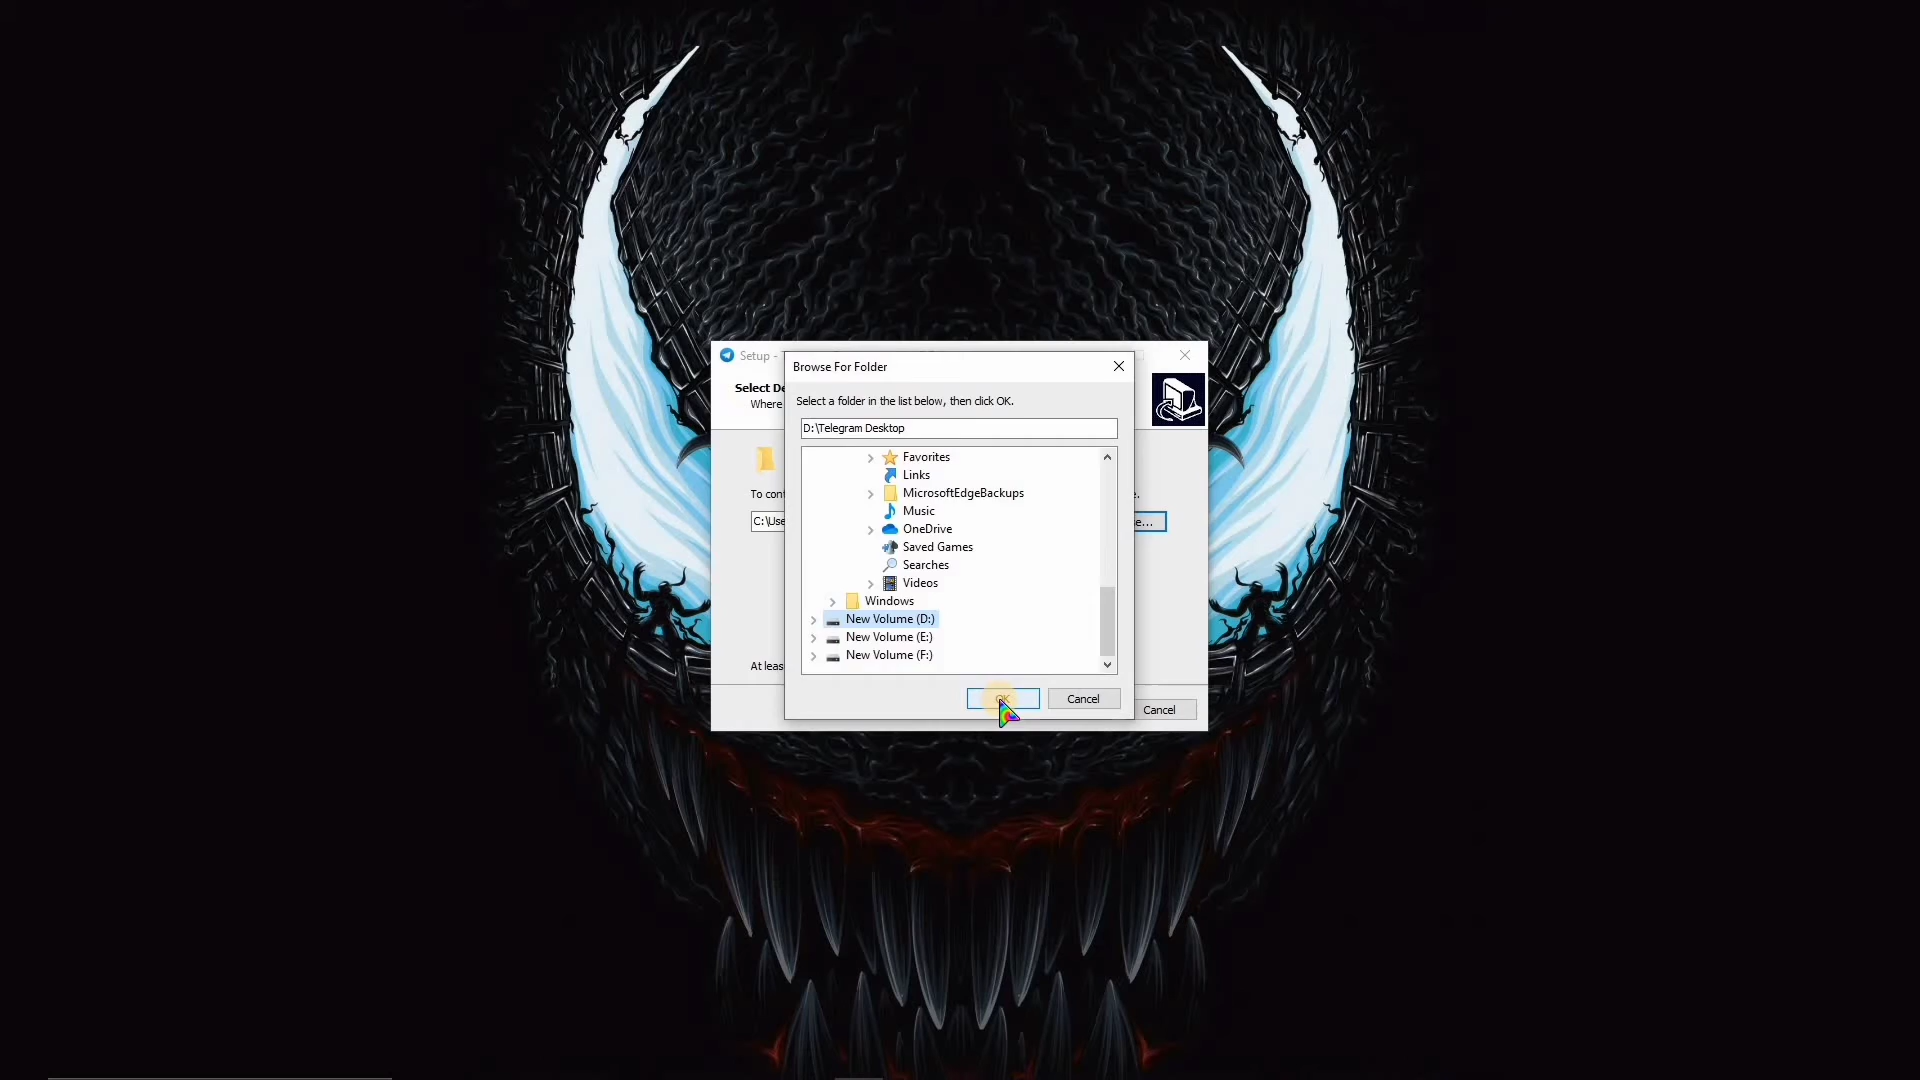 Setup -
Browse For Folder
Select De
Where
Select a folder in the list below, then click OK.
D:\Telegram Desktop
Favorites
Links
MicrosoftEdgeBackups
To cont
e.
Music
C:\Use
e...
OneDrive
Saved Games
Searches
Videos
Windows
New Volume (D:)
New Volume (E:)
New Volume (F:)
At leas
OK
Cancel
Cancel